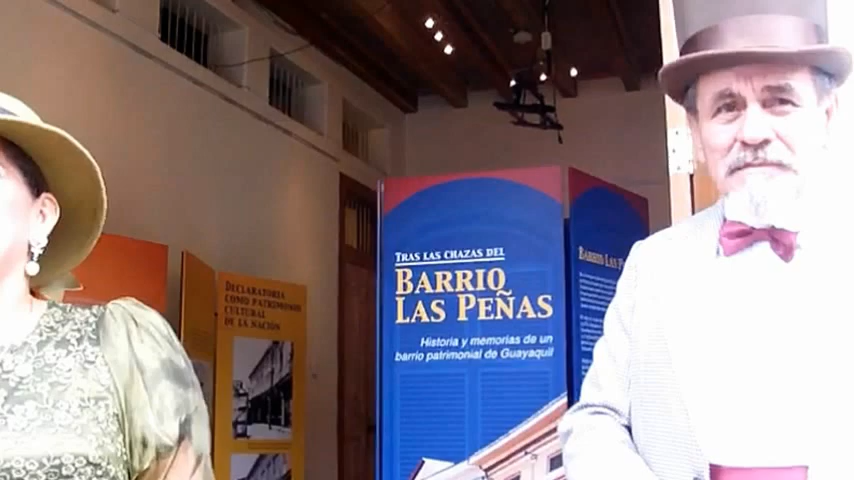 DECLARATORIA
COMO PATRIMONIO
CULTURAL
DE LA NACIÓN
TRAS LAS CHAZAS DEL
BARRIO
LAS PEÑAS
Historia y memorias de un
barrio patrimonial de Guayaquil
BARRIO LAS